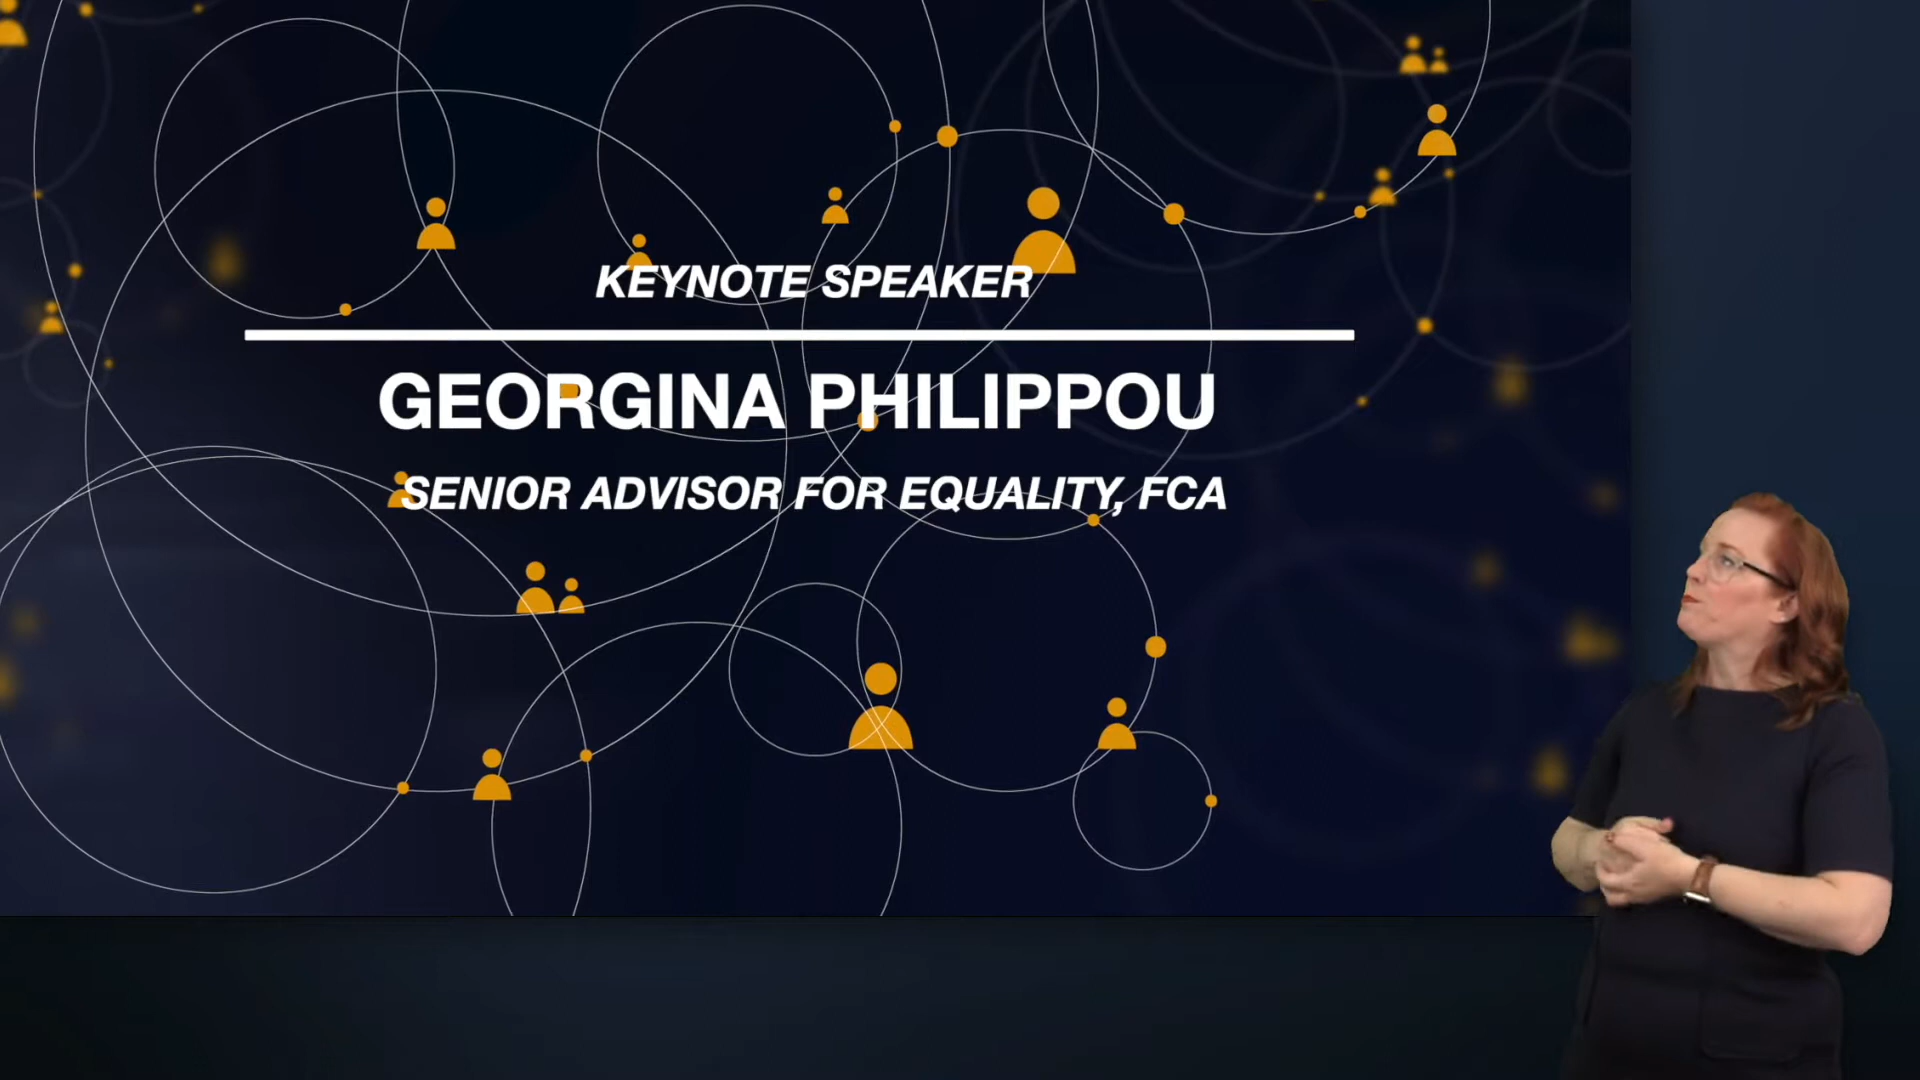 KEYNOTE SPEAKER
GEORGINA PHILIPPOU
SENIOR ADVISOR FOR EQUALITY, FCA